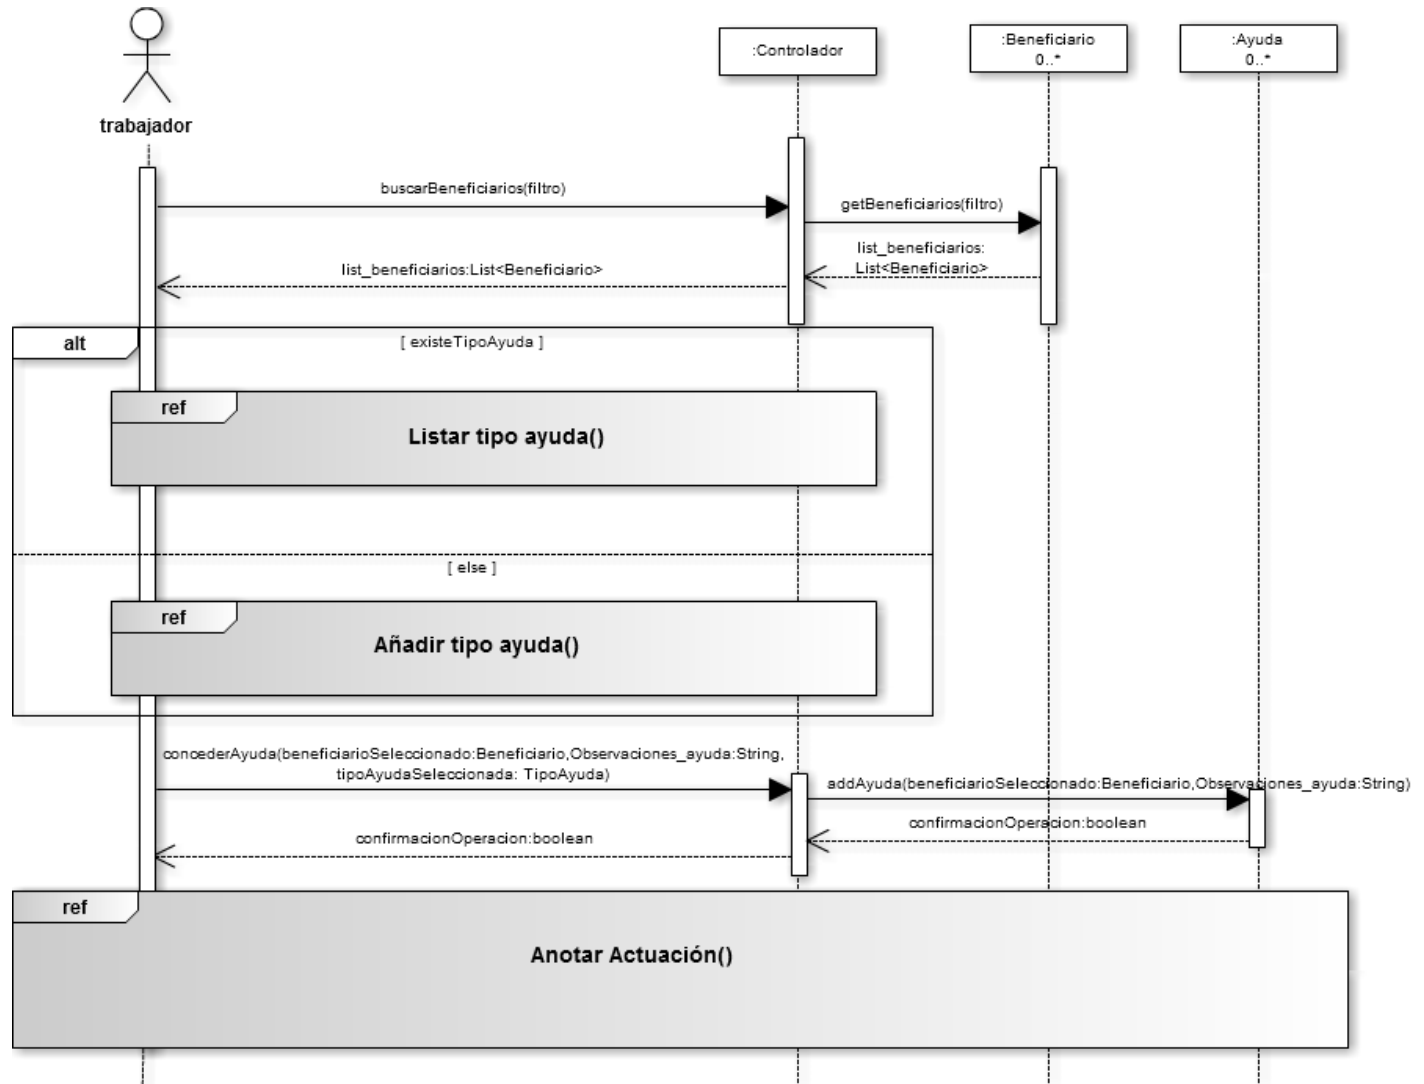 trabajador
:Controlador
:Beneficiario
0..*
:Ayuda
0..*
buscarBeneficiarios(filtro)
getBeneficiarios(filtro)
list_beneficiarios:
List<Beneficiario>
list_beneficiarios:List<Beneficiario>
alt
[ existeTipoAyuda ]
ref
Listar tipo ayuda()
[ else ]
ref
Añadir tipo ayuda()
concederAyuda(beneficiarioSeleccionado:Beneficiario,Observaciones_ayuda:String,
tipoAyudaSeleccionada: TipoAyuda)
addAyuda(beneficiarioSeleccionado:Beneficiario,Observaciones_ayuda:String)
confirmacionOperacion:boolean
confirmacionOperacion:boolean
ref
Anotar Actuación()